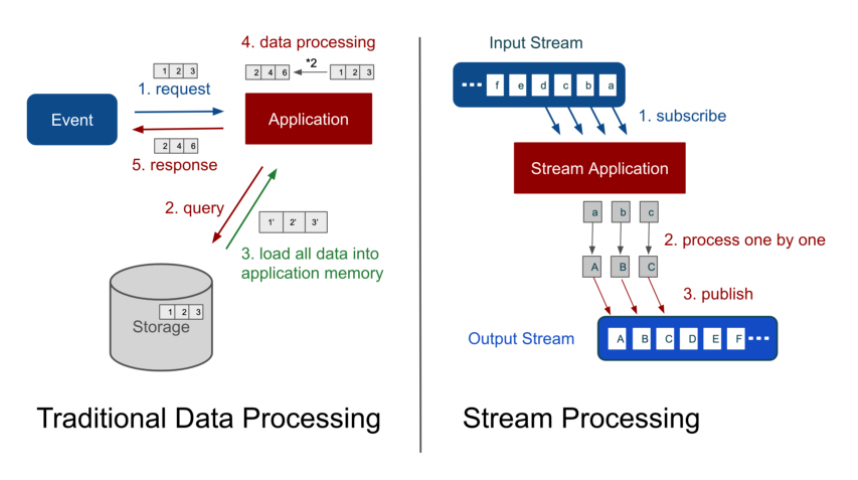 4. data processing
*2
2 4 6
1 2 3
1 2 3
1. request
Event
Application
2 4 6
5. response
2. query
1' 2' 3'
3. load all data into
application memory
1 2 3
Storage
Traditional Data Processing
Input Stream
f e d c b a
1. subscribe
Stream Application
a b c
2. process one by one
A B C
3. publish
Output Stream
A B C D E F
Stream Processing